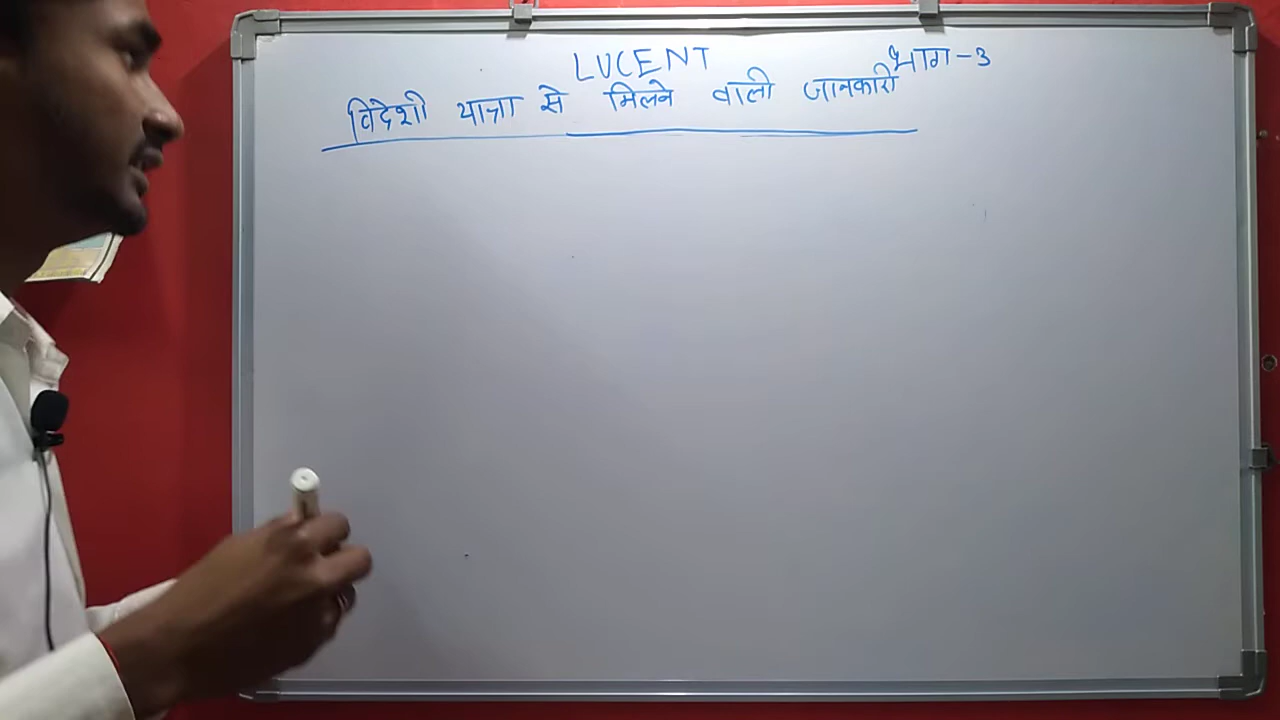 LUCENT भाग-3
विदेशी यात्रा से मिलने वाली जानकारी